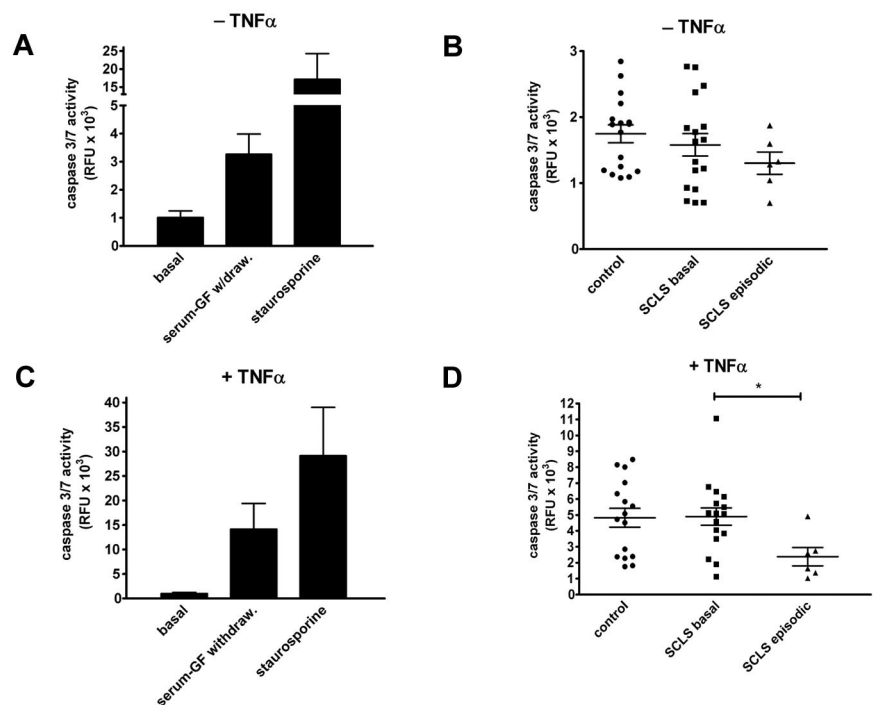 A
– TNFα
caspase 3/7 activity
(RFU x 10³)
25
20
15
10
5
4
3
2
1
0
basal
serum-GF w/draw.
staurosporine
B
– TNFα
caspase 3/7 activity
(RFU x 10³)
3
2
1
0
control
SCLS basal
SCLS episodic
C
+ TNFα
caspase 3/7 activity
(RFU x 10³)
40
35
30
25
20
15
10
5
0
basal
serum-GF withdraw.
staurosporine
D
+ TNFα
*
caspase 3/7 activity
(RFU x 10³)
12
11
10
9
8
7
6
5
4
3
2
1
0
control
SCLS basal
SCLS episodic